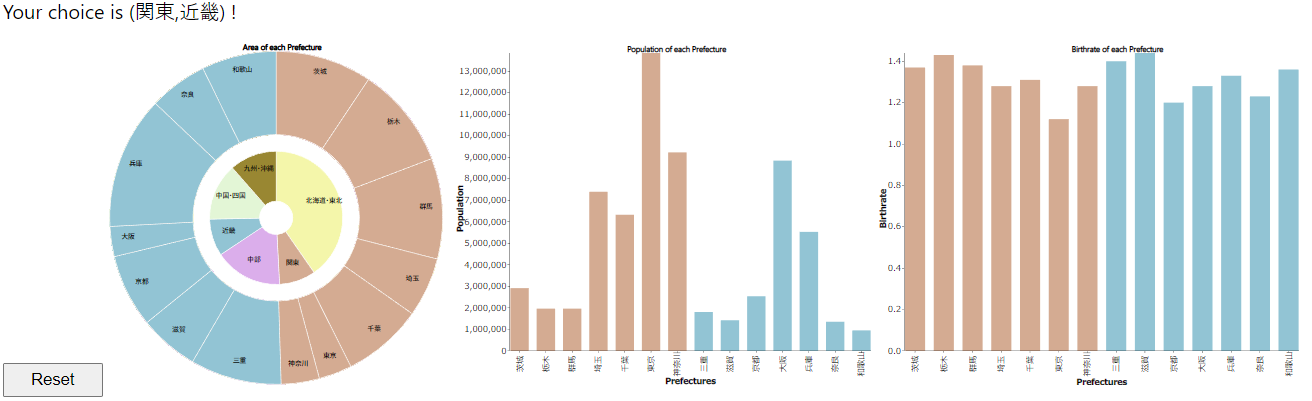 Your choice is (関東,近畿) !
Area of each Prefecture
和歌山
茨城
奈良
栃木
兵庫
群馬
大阪
埼玉
京都
千葉
滋賀
東京
三重
神奈川
九州・沖縄
北海道・東北
中国・四国
近畿
中部
関東
Reset
Population of each Prefecture
Population
13,000,000
12,000,000
11,000,000
10,000,000
9,000,000
8,000,000
7,000,000
6,000,000
5,000,000
4,000,000
3,000,000
2,000,000
1,000,000
0
茨城 栃木 群馬 埼玉 千葉 東京 神奈川 三重 滋賀 京都 大阪 兵庫 奈良 和歌山
Prefectures
Birthrate of each Prefecture
Birthrate
1.4
1.2
1.0
0.8
0.6
0.4
0.2
0.0
茨城 栃木 群馬 埼玉 千葉 東京 神奈川 三重 滋賀 京都 大阪 兵庫 奈良 和歌山
Prefectures